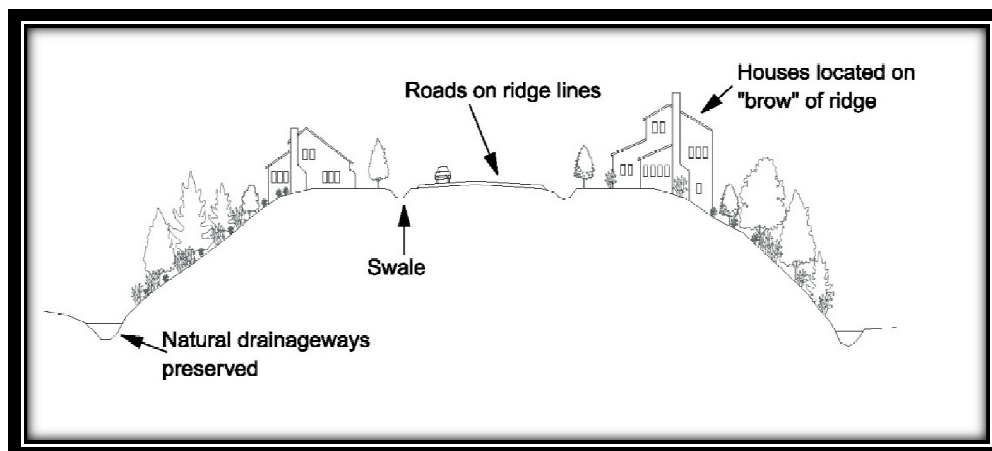 Houses located on
"brow" of ridge
Roads on ridge lines
Swale
Natural drainageways
preserved